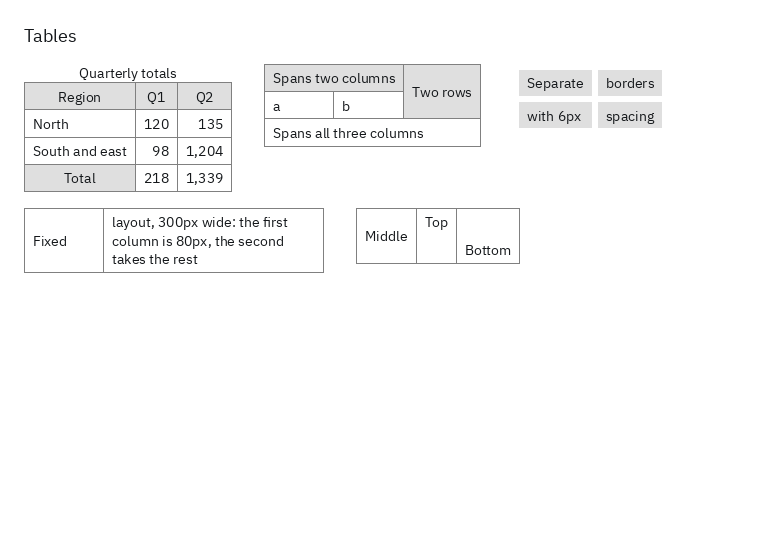 Tables
Quarterly totals
Region Q1 Q2
North 120 135
South and east 98 1,204
Total 218 1,339
Spans two columns Two rows
a b
Spans all three columns
Separate borders
with 6px spacing
Fixed
layout, 300px wide: the first
column is 80px, the second
takes the rest
Middle Top Bottom